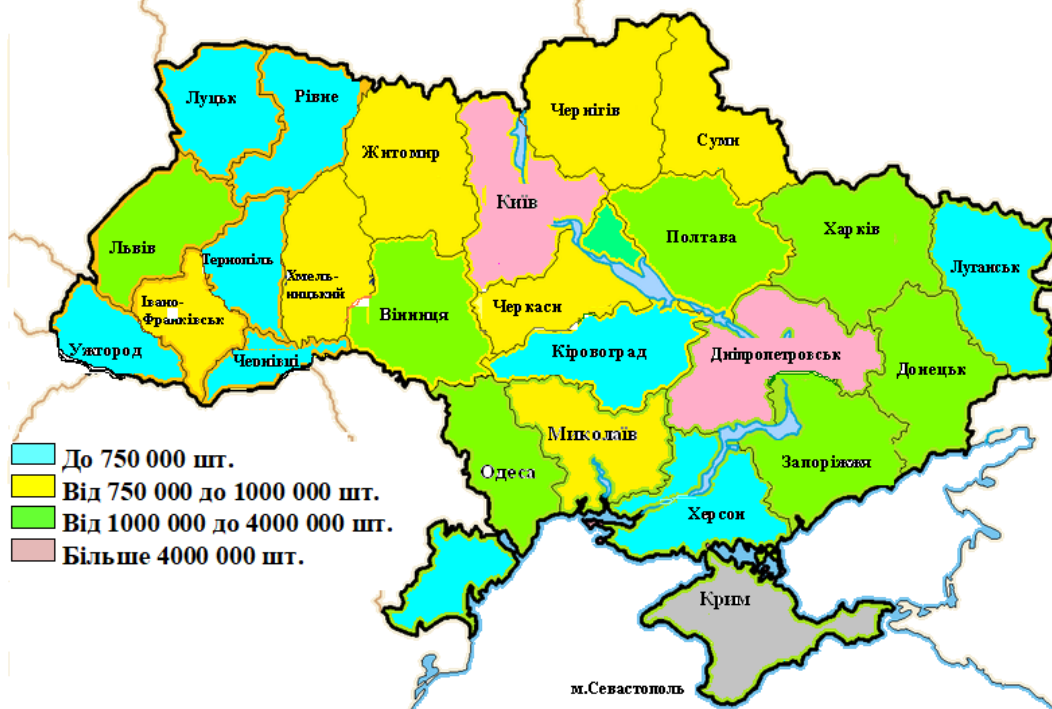 Луцьк
Рівне
Чернігів
Суми
Житомир
Київ
Львів
Тернопіль
Хмель-
ницький
Полтава
Харків
Луганськ
Івано-
Франківськ
Вінниця
Черкаси
Ужгород
Чернівці
Кіровоград
Дніпропетровськ
Донецьк
Миколаїв
Одеса
Запоріжжя
Херсон
Крим
м.Севастополь
До 750 000 шт.
Від 750 000 до 1000 000 шт.
Від 1000 000 до 4000 000 шт.
Більше 4000 000 шт.